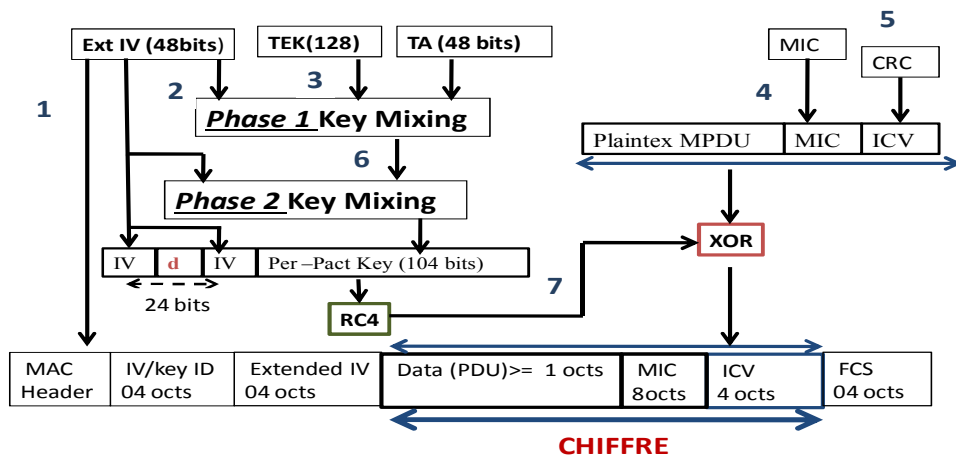 5
Ext IV (48bits)
TEK(128)
TA (48 bits)
MIC
CRC
1
2
3
4
Phase 1 Key Mixing
Plaintex MPDU
MIC
ICV
6
Phase 2 Key Mixing
XOR
IV
d
IV
Per –Pact Key (104 bits)
7
24 bits
RC4
MAC
Header
IV/key ID
04 octs
Extended IV
04 octs
Data (PDU)>= 1 octs
MIC
8octs
ICV
4 octs
FCS
04 octs
CHIFFRE